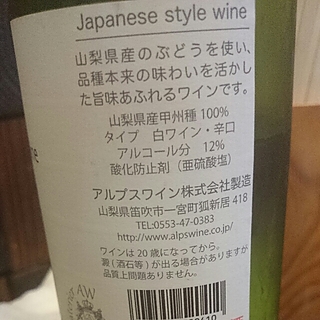 Japanese style wine
山梨県産のぶどうを使い、
品種本来の味わいを活かし
た旨味あふれるワインです。
山梨県産甲州種 100%
タイプ 白ワイン・辛口
アルコール分 12%
酸化防止剤(亜硫酸塩)
アルプスワイン株式会社製造
山梨県笛吹市一宮町狐新居 418
TEL:0553-47-0383
http://www.alpswine.co.jp/
ワインは 20 歳になってから。
澱(酒石等)が出る場合がありますが
品質上問題ありません。
AW